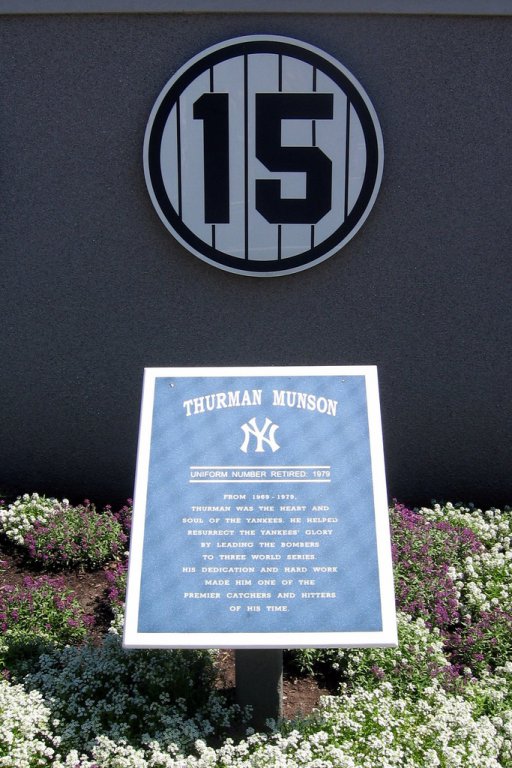 15
THURMAN MUNSON
NY
UNIFORM NUMBER RETIRED: 1979
FROM 1969 - 1979,
THURMAN WAS THE HEART AND
SOUL OF THE YANKEES. HE HELPED
RESURRECT THE YANKEES' GLORY
BY LEADING THE BOMBERS
TO THREE WORLD SERIES.
HIS DEDICATION AND HARD WORK
MADE HIM ONE OF THE
PREMIER CATCHERS AND HITTERS
OF HIS TIME.